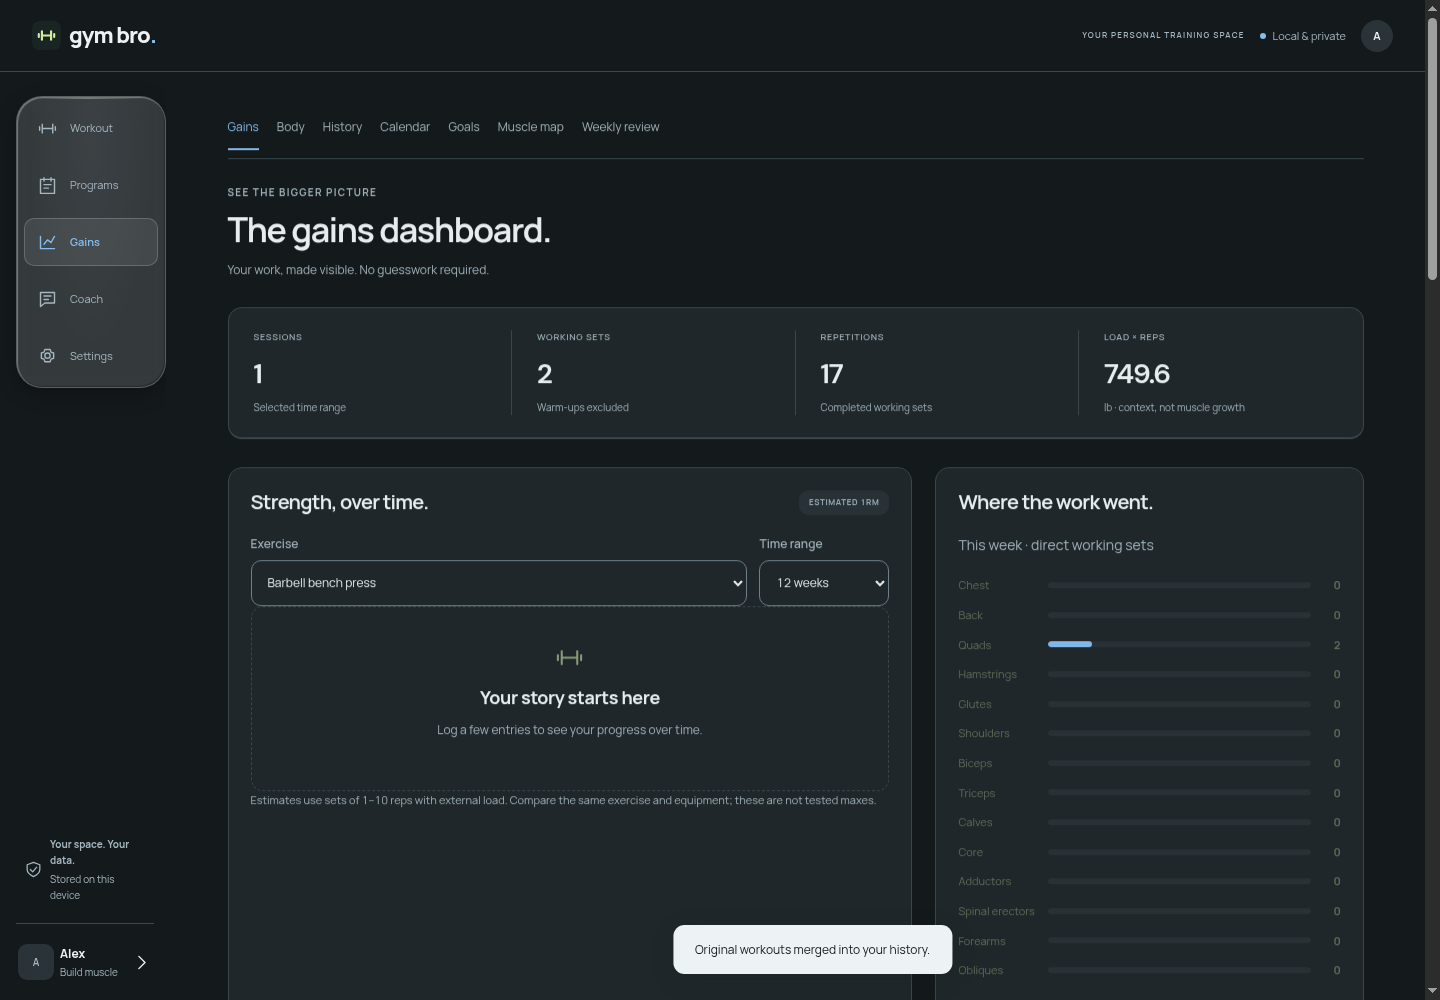 gym bro.
YOUR PERSONAL TRAINING SPACE
Local & private
A
Workout
Programs
Gains
Coach
Settings
Your space. Your
data.
Stored on this
device
A
Alex
Build muscle
Gains
Body
History
Calendar
Goals
Muscle map
Weekly review
SEE THE BIGGER PICTURE
The gains dashboard.
Your work, made visible. No guesswork required.
SESSIONS
1
Selected time range
WORKING SETS
2
Warm-ups excluded
REPETITIONS
17
Completed working sets
LOAD × REPS
749.6
lb · context, not muscle growth
Strength, over time.
ESTIMATED 1RM
Exercise
Barbell bench press
Time range
12 weeks
Your story starts here
Log a few entries to see your progress over time.
Estimates use sets of 1–10 reps with external load. Compare the same exercise and equipment; these are not tested maxes.
Where the work went.
This week · direct working sets
Chest 0
Back 0
Quads 2
Hamstrings 0
Glutes 0
Shoulders 0
Biceps 0
Triceps 0
Calves 0
Core 0
Adductors 0
Spinal erectors 0
Forearms 0
Obliques 0
Original workouts merged into your history.